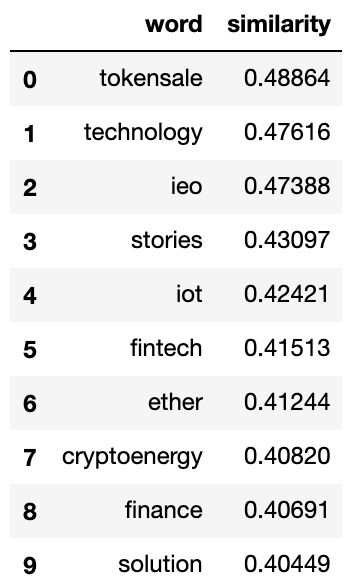 word similarity
0 tokensale 0.48864
1 technology 0.47616
2 ieo 0.47388
3 stories 0.43097
4 iot 0.42421
5 fintech 0.41513
6 ether 0.41244
7 cryptoenergy 0.40820
8 finance 0.40691
9 solution 0.40449